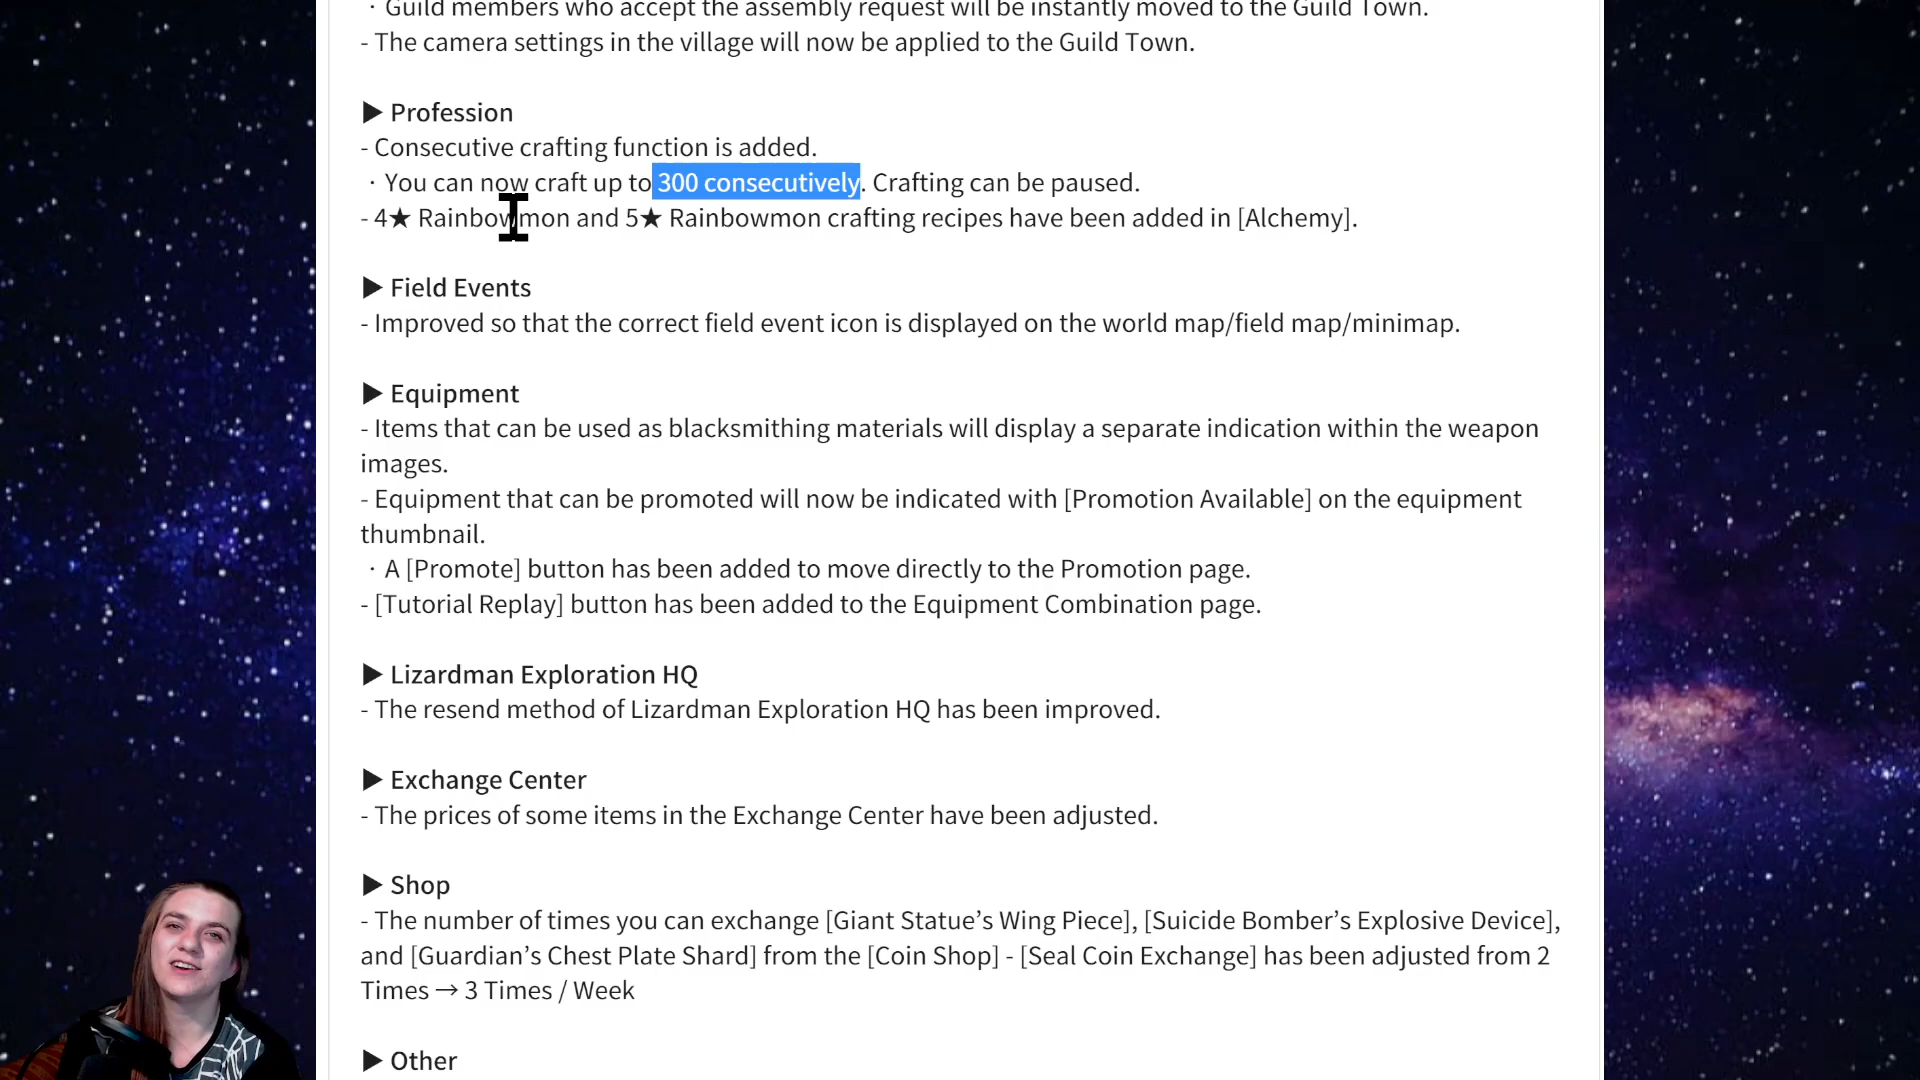 · Guild members who accept the assembly request will be instantly moved to the Guild Town.
- The camera settings in the village will now be applied to the Guild Town.
▶ Profession
- Consecutive crafting function is added.
· You can now craft up to 300 consecutively. Crafting can be paused.
- 4★ Rainbowmon and 5★ Rainbowmon crafting recipes have been added in [Alchemy].
▶ Field Events
- Improved so that the correct field event icon is displayed on the world map/field map/minimap.
▶ Equipment
- Items that can be used as blacksmithing materials will display a separate indication within the weapon
images.
- Equipment that can be promoted will now be indicated with [Promotion Available] on the equipment
thumbnail.
· A [Promote] button has been added to move directly to the Promotion page.
- [Tutorial Replay] button has been added to the Equipment Combination page.
▶ Lizardman Exploration HQ
- The resend method of Lizardman Exploration HQ has been improved.
▶ Exchange Center
- The prices of some items in the Exchange Center have been adjusted.
▶ Shop
- The number of times you can exchange [Giant Statue’s Wing Piece], [Suicide Bomber’s Explosive Device],
and [Guardian’s Chest Plate Shard] from the [Coin Shop] - [Seal Coin Exchange] has been adjusted from 2
Times → 3 Times / Week
▶ Other